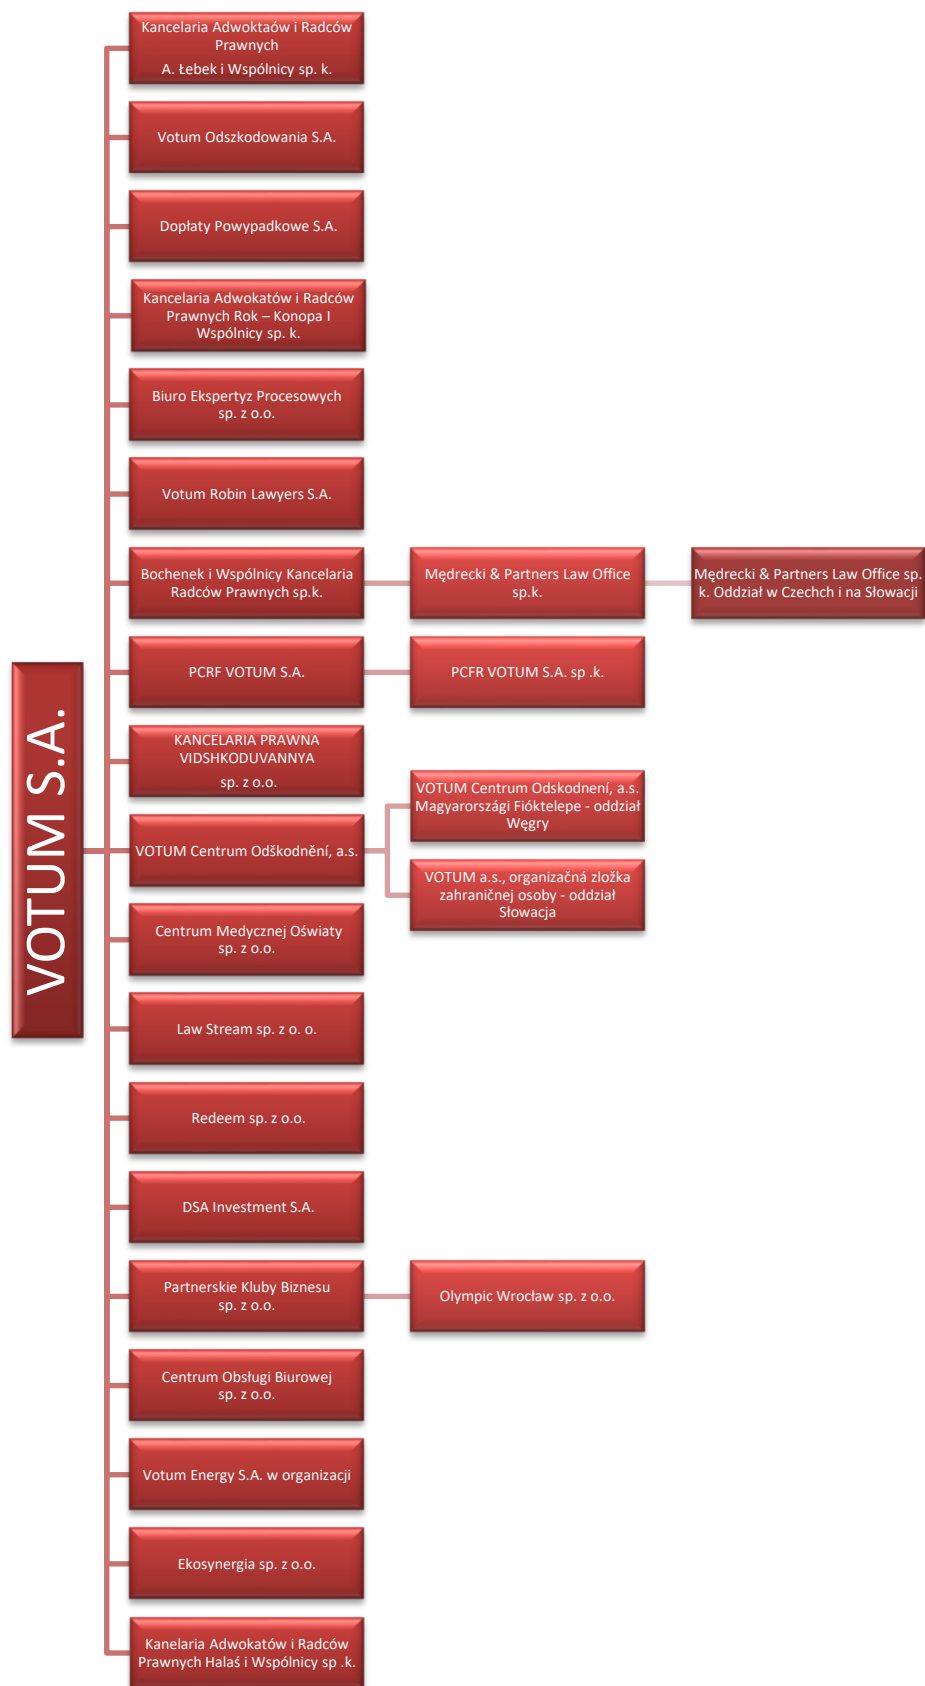 Kancelaria Adwoktaów i Radców
Prawnych
A. Łebek i Wspólnicy sp. k.
Votum Odszkodowania S.A.
Dopłaty Powypadkowe S.A.
Kancelaria Adwokatów i Radców
Prawnych Rok – Konopa I
Wspólnicy sp. k.
Biuro Ekspertyz Procesowych
sp. z o.o.
Votum Robin Lawyers S.A.
Bochenek i Wspólnicy Kancelaria
Radców Prawnych sp.k.
Mędrecki & Partners Law Office
sp.k.
Mędrecki & Partners Law Office sp.
k. Oddział w Czechch i na Słowacji
PCRF VOTUM S.A.
PCFR VOTUM S.A. sp .k.
KANCELARIA PRAWNA
VIDSHKODUVANNYA
sp. z o.o.
VOTUM S.A.
VOTUM Centrum Odškodnění, a.s.
VOTUM Centrum Odskodnení, a.s.
Magyarországi Fióktelepe - oddział
Węgry
VOTUM a.s., organizačná zložka
zahraničnej osoby - oddział
Słowacja
Centrum Medycznej Oświaty
sp. z o.o.
Law Stream sp. z o. o.
Redeem sp. z o.o.
DSA Investment S.A.
Partnerskie Kluby Biznesu
sp. z o.o.
Olympic Wrocław sp. z o.o.
Centrum Obsługi Biurowej
sp. z o.o.
Votum Energy S.A. w organizacji
Ekosynergia sp. z o.o.
Kanelaria Adwokatów i Radców
Prawnych Halaś i Wspólnicy sp .k.